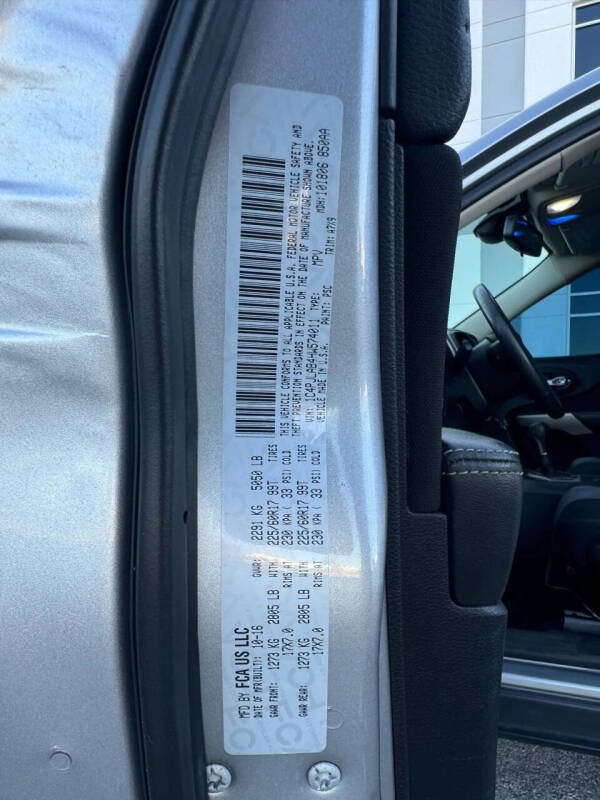 MFD BY: FCA US LLC
DATE OF MFR(BUILT): 10-16 GVWR: 2291 KG 5050 LB
GAWR FRONT: 1273 KG 2805 LB WITH 225/60R17 99T TIRES
17X7.0 RIMS AT 230 KPA ( 33 PSI) COLD
GAWR REAR: 1273 KG 2805 LB WITH 225/60R17 99T TIRES
17X7.0 RIMS AT 230 KPA ( 33 PSI) COLD
THIS VEHICLE CONFORMS TO ALL APPLICABLE U.S.A. FEDERAL MOTOR VEHICLE SAFETY AND
THEFT PREVENTION STANDARDS IN EFFECT ON THE DATE OF MANUFACTURE SHOWN ABOVE.
MADE IN U.S.A.
VIN: 1C4PJLAB4HW574011 TYPE: MPV MDH: 101806 850AA
PAINT: PSC TRIM: A7X9